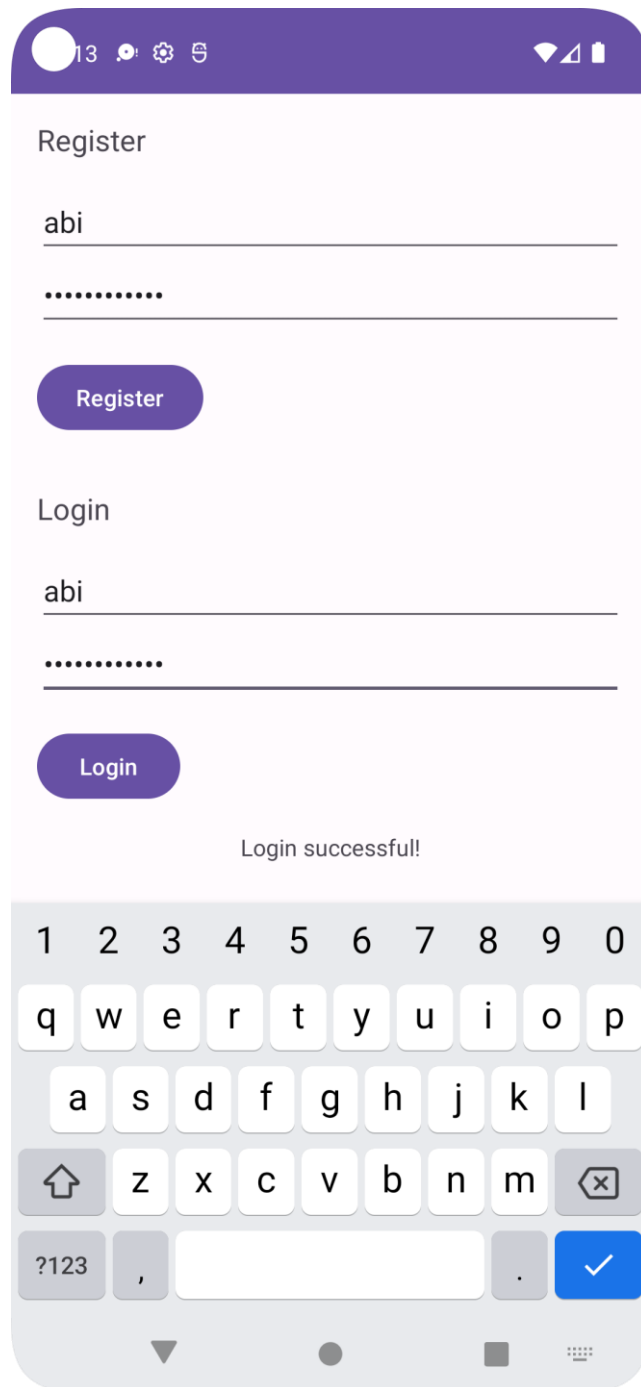 13
Register
abi
••••••••••••
Register
Login
abi
••••••••••••
Login
Login successful!
1 2 3 4 5 6 7 8 9 0
q w e r t y u i o p
a s d f g h j k l
z x c v b n m
?123 , .